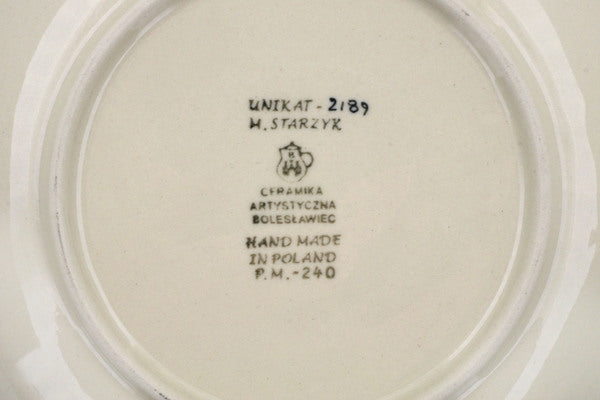 UNIKAT - 2189
M. STARZYK
B
CERAMIKA
ARTYSTYCZNA
BOLESŁAWIEC
HAND MADE
IN POLAND
P.M.-240